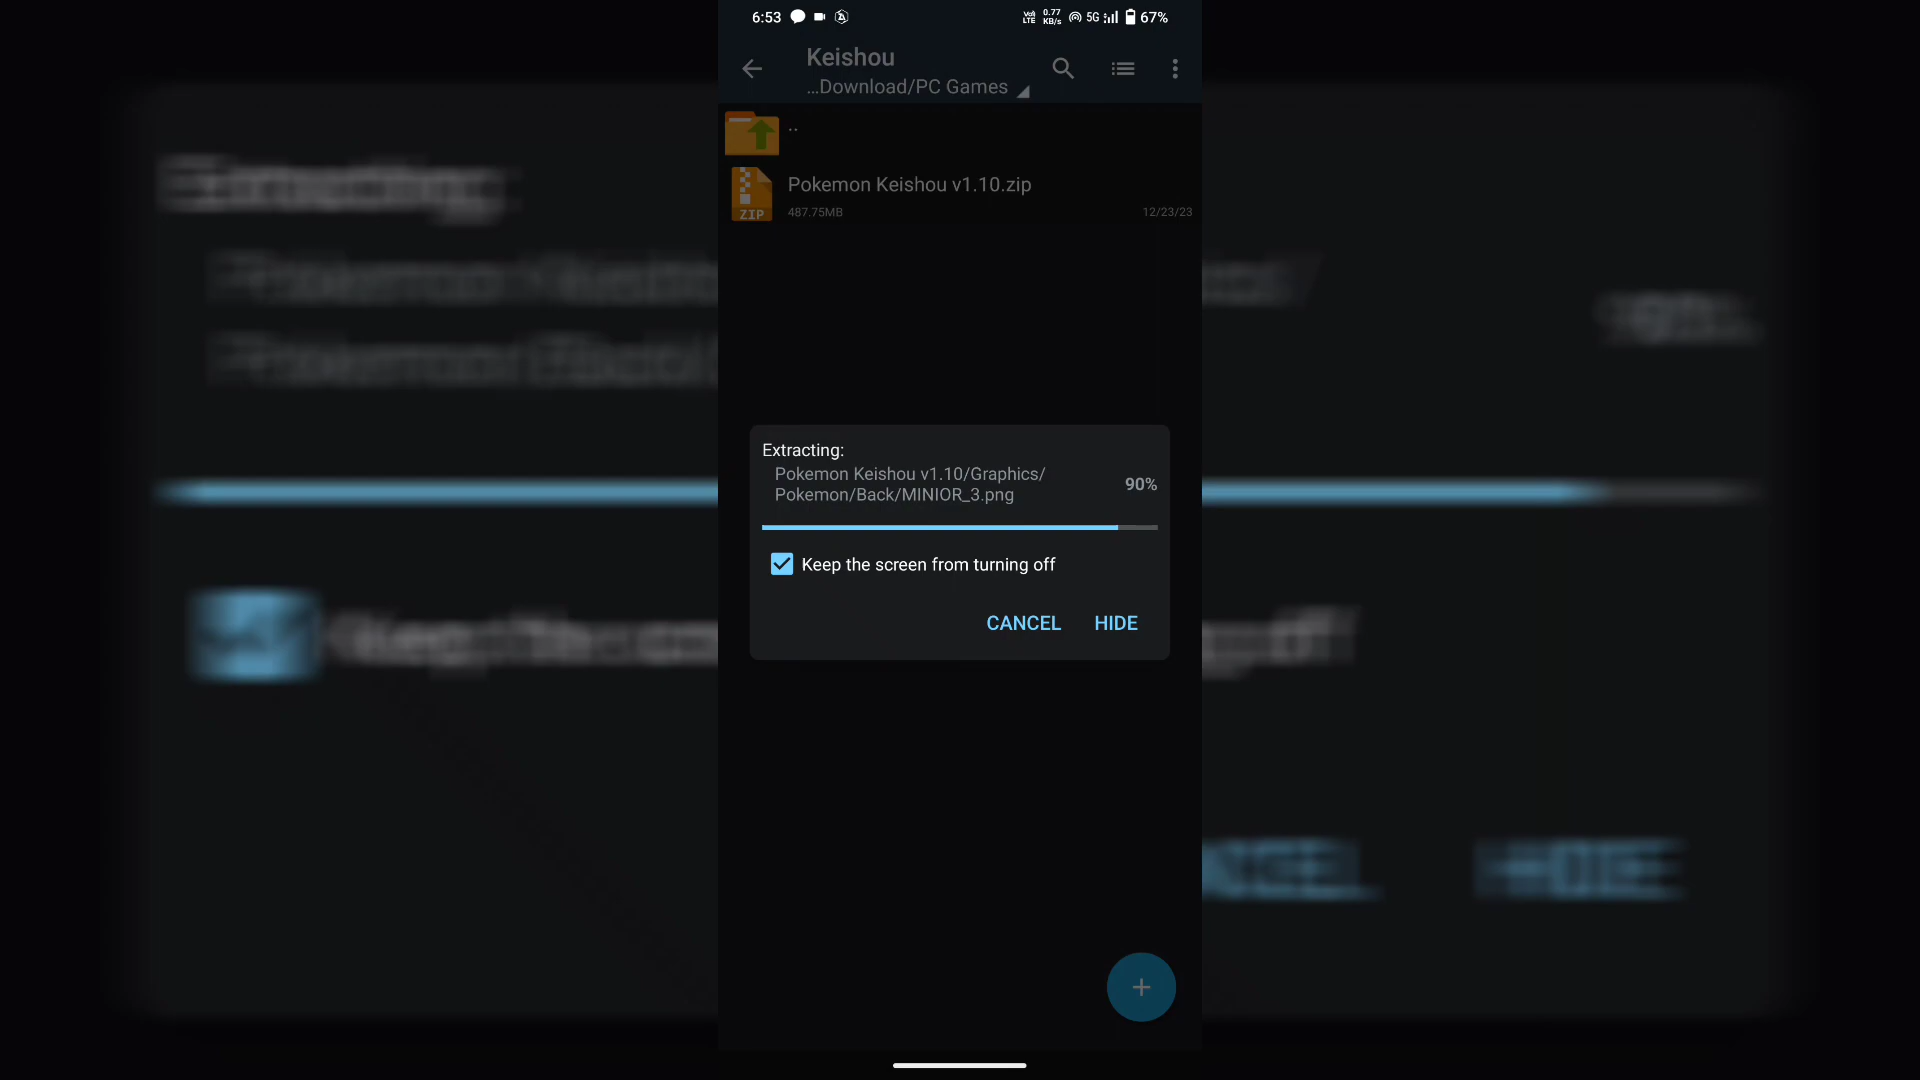 6:53 Vo) LTE 0.77 KB/s 5G 67%
Keishou
...Download/PC Games
..
Pokemon Keishou v1.10.zip
ZIP
487.75MB 12/23/23
Extracting:
Pokemon Keishou v1.10/Graphics/
Pokemon/Back/MINIOR_3.png
90%
Keep the screen from turning off
CANCEL HIDE